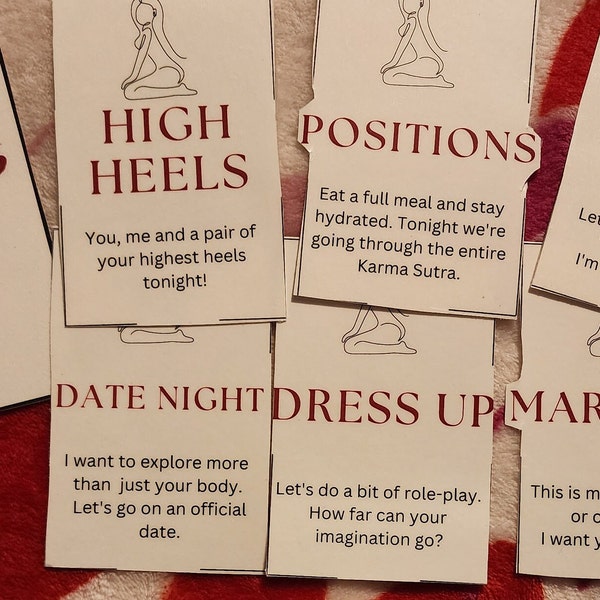 HIGH
HEELS
You, me and a pair of
your highest heels
tonight!
POSITIONS
Eat a full meal and stay
hydrated. Tonight we're
going through the entire
Karma Sutra.
Let
I'm
DATE NIGHT
I want to explore more
than just your body.
Let's go on an official
date.
DRESS UP
Let's do a bit of role-play.
How far can your
imagination go?
MAR
This is m
or c
I want y